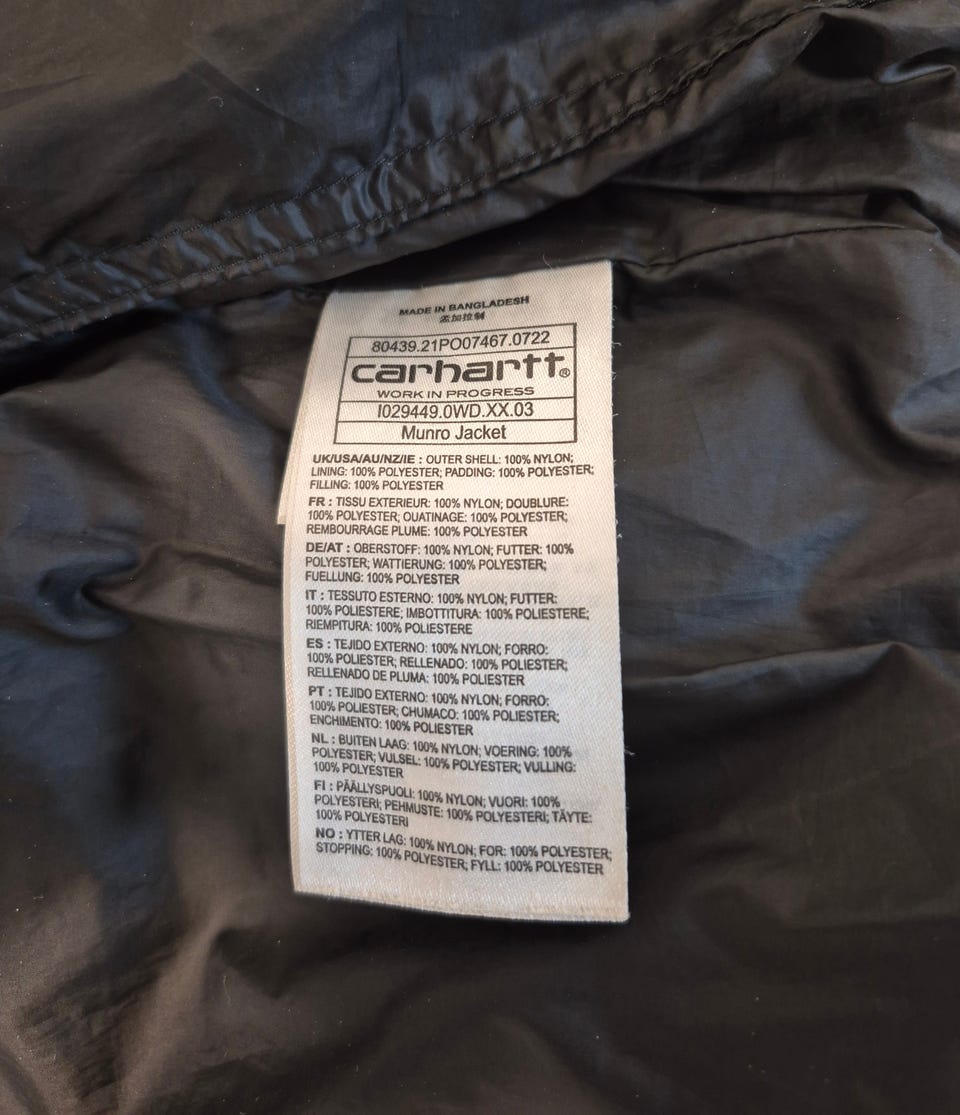 MADE IN BANGLADESH
孟加拉制
80439.21PO07467.0722
carhartt®
WORK IN PROGRESS
I029449.0WD.XX.03
Munro Jacket
UK/USA/AU/NZ/IE : OUTER SHELL: 100% NYLON;
LINING: 100% POLYESTER; PADDING: 100% POLYESTER;
FILLING: 100% POLYESTER
FR : TISSU EXTERIEUR: 100% NYLON; DOUBLURE:
100% POLYESTER; OUATINAGE: 100% POLYESTER;
REMBOURRAGE PLUME: 100% POLYESTER
DE/AT : OBERSTOFF: 100% NYLON; FUTTER: 100%
POLYESTER; WATTIERUNG: 100% POLYESTER;
FUELLUNG: 100% POLYESTER
IT : TESSUTO ESTERNO: 100% NYLON; FUTTER:
100% POLIESTERE; IMBOTTITURA: 100% POLIESTERE;
RIEMPITURA: 100% POLIESTERE
ES : TEJIDO EXTERNO: 100% NYLON; FORRO:
100% POLIESTER; RELLENADO: 100% POLIESTER;
RELLENADO DE PLUMA: 100% POLIESTER
PT : TEJIDO EXTERNO: 100% NYLON; FORRO:
100% POLIESTER; CHUMACO: 100% POLIESTER;
ENCHIMENTO: 100% POLIESTER
NL : BUITEN LAAG: 100% NYLON; VOERING: 100%
POLYESTER; VULSEL: 100% POLYESTER; VULLING:
100% POLYESTER
FI : PÄÄLLYSPUOLI: 100% NYLON; VUORI: 100%
POLYESTERI; PEHMUSTE: 100% POLYESTERI; TÄYTE:
100% POLYESTERI
NO : YTTER LAG: 100% NYLON; FOR: 100% POLYESTER;
STOPPING: 100% POLYESTER; FYLL: 100% POLYESTER